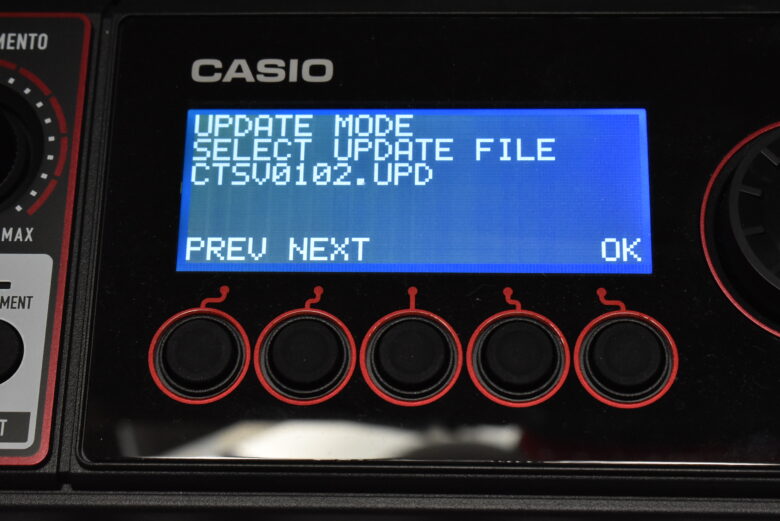 MENTO
CASIO
UPDATE MODE
SELECT UPDATE FILE
CTSV0102.UPD
PREV NEXT
OK
MAX
MENT
T